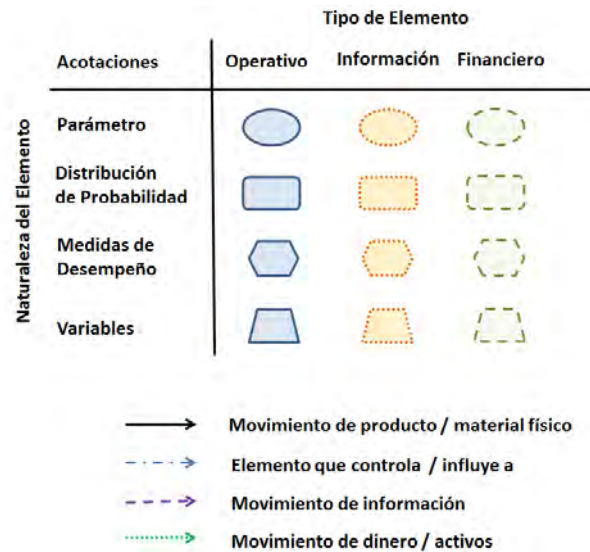 Tipo de Elemento
Acotaciones Operativo Información Financiero
Naturaleza del Elemento
Parámetro
Distribución
de Probabilidad
Medidas de
Desempeño
Variables
Movimiento de producto / material físico
Elemento que controla / influye a
Movimiento de información
Movimiento de dinero / activos